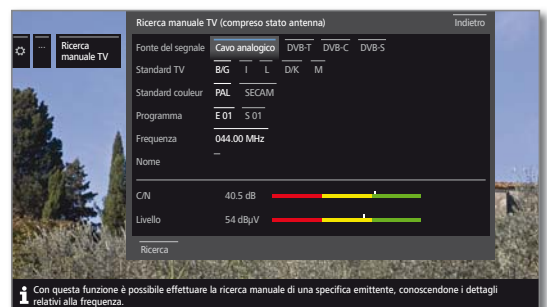 Ricerca manuale TV (compreso stato antenna) Indietro
... Ricerca manuale TV
Fonte del segnale Cavo analogico DVB-T DVB-C DVB-S
Standard TV B/G I L D/K M
Standard couleur PAL SECAM
Programma E 01 S 01
Frequenza 044.00 MHz
Nome –
C/N 40.5 dB
Livello 54 dBµV
Ricerca
i Con questa funzione è possibile effettuare la ricerca manuale di una specifica emittente, conoscendone i dettagli
relativi alla frequenza.